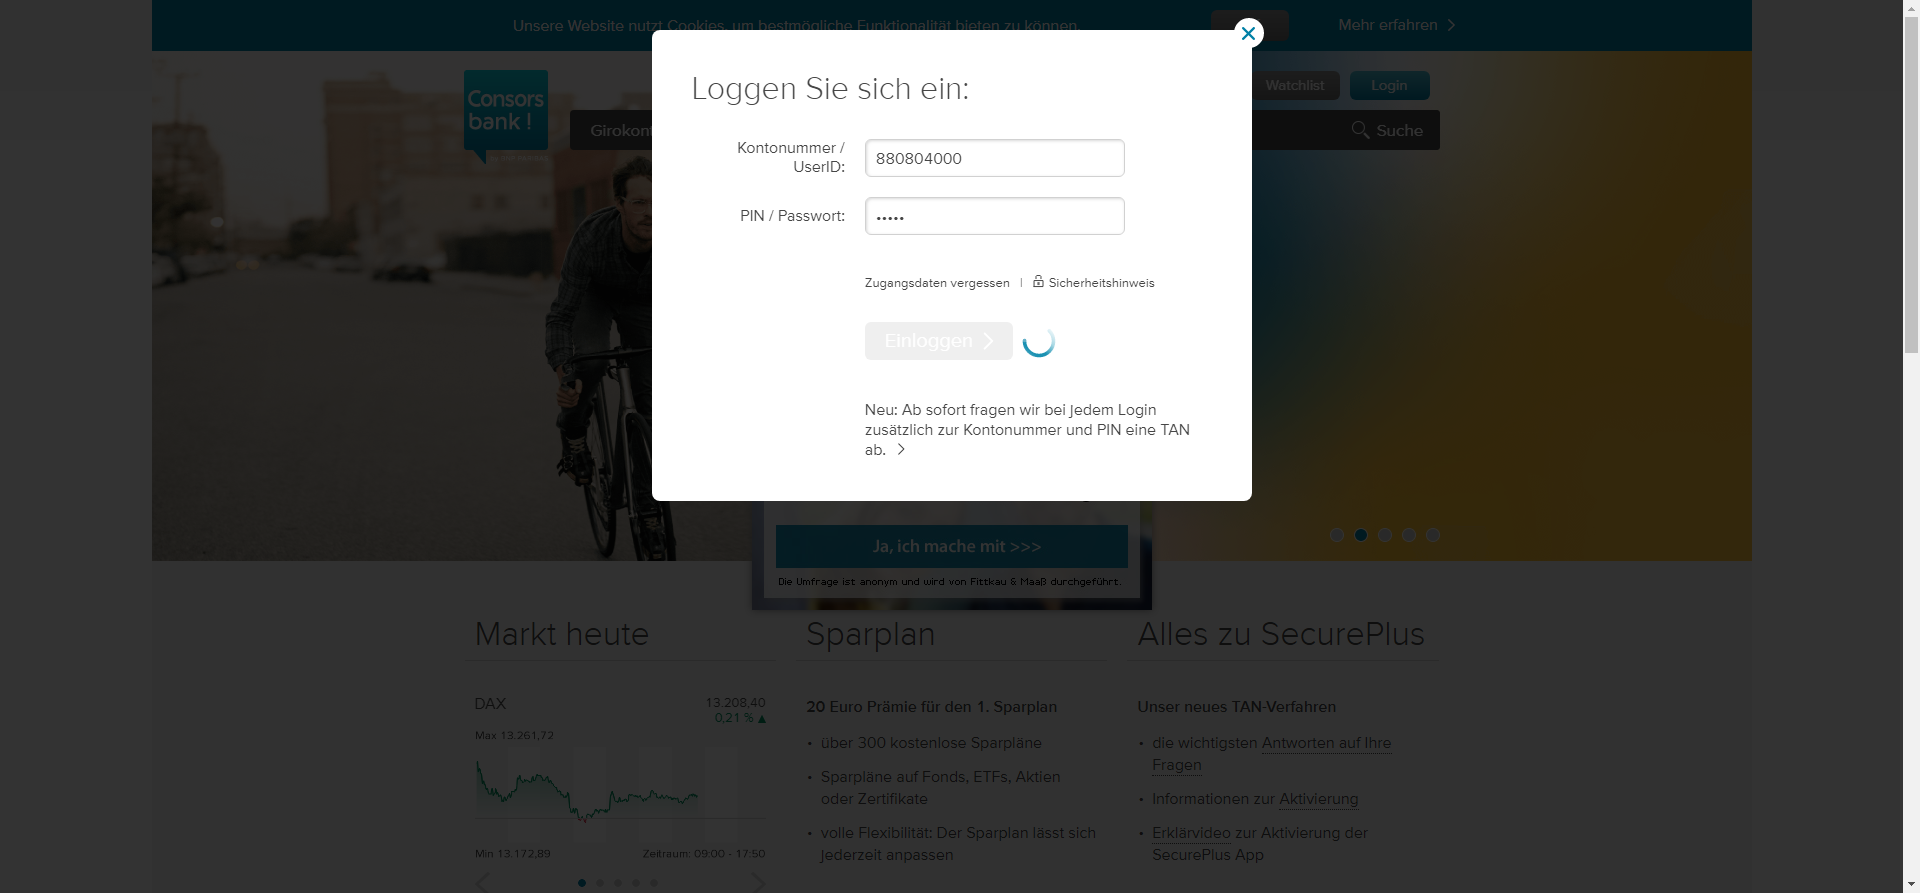 Unsere Website nutzt Cookies, um bestmögliche Funktionalität bieten zu können.
Mehr erfahren
Consors
bank !
Watchlist
Login
Girokont
Suche
Loggen Sie sich ein:
Kontonummer /
UserID:
880804000
PIN / Passwort:
•••••
Zugangsdaten vergessen | Sicherheitshinweis
Einloggen
Neu: Ab sofort fragen wir bei jedem Login
zusätzlich zur Kontonummer und PIN eine TAN
ab.
Ja, ich mache mit >>>
Die Umfrage ist anonym und wird von Fittkau & Maaß durchgeführt.
Markt heute
DAX
13.208,40
0,21 % ▲
Max 13.261,72
Min 13.172,89
Zeitraum: 09:00 - 17:50
Sparplan
20 Euro Prämie für den 1. Sparplan
• über 300 kostenlose Sparpläne
• Sparpläne auf Fonds, ETFs, Aktien
oder Zertifikate
• volle Flexibilität: Der Sparplan lässt sich
jederzeit anpassen
Alles zu SecurePlus
Unser neues TAN-Verfahren
• die wichtigsten Antworten auf Ihre
Fragen
• Informationen zur Aktivierung
• Erklärvideo zur Aktivierung der
SecurePlus App